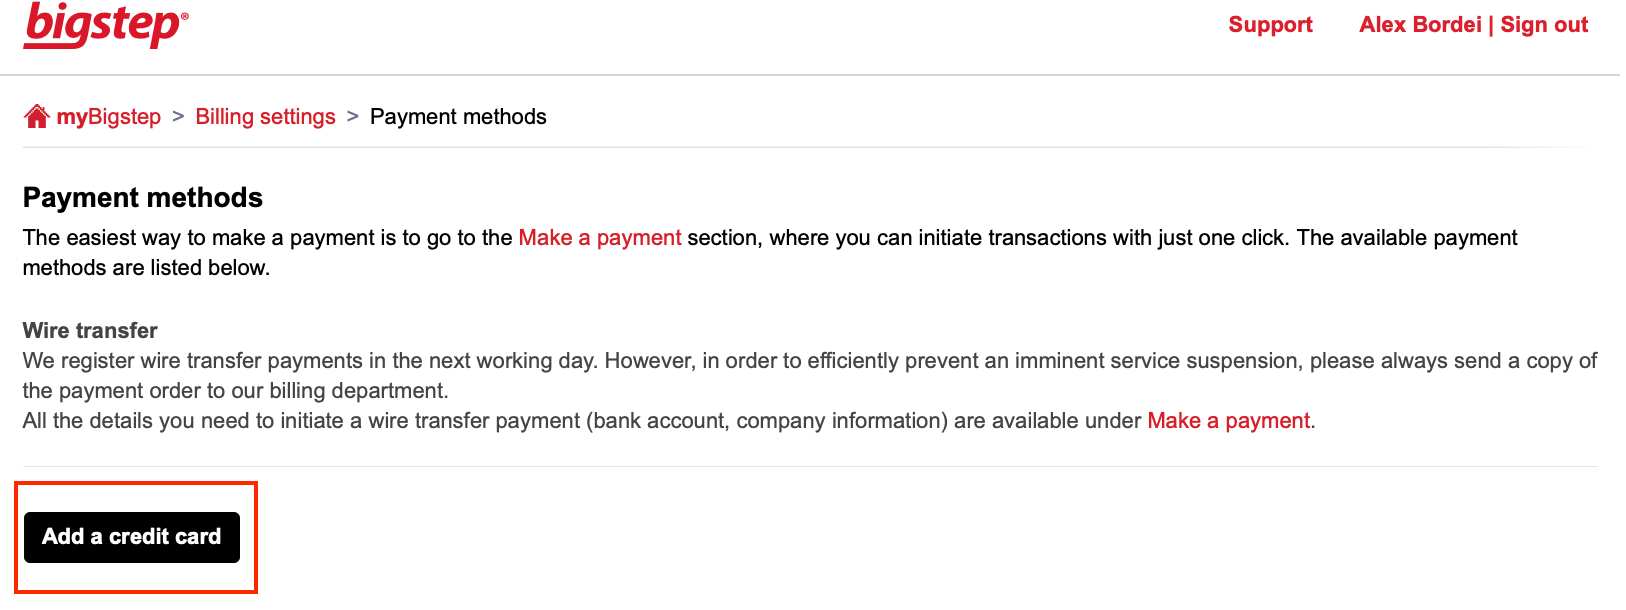 bigstep®
Support Alex Bordei | Sign out
myBigstep > Billing settings > Payment methods
Payment methods
The easiest way to make a payment is to go to the Make a payment section, where you can initiate transactions with just one click. The available payment
methods are listed below.
Wire transfer
We register wire transfer payments in the next working day. However, in order to efficiently prevent an imminent service suspension, please always send a copy of
the payment order to our billing department.
All the details you need to initiate a wire transfer payment (bank account, company information) are available under Make a payment.
Add a credit card